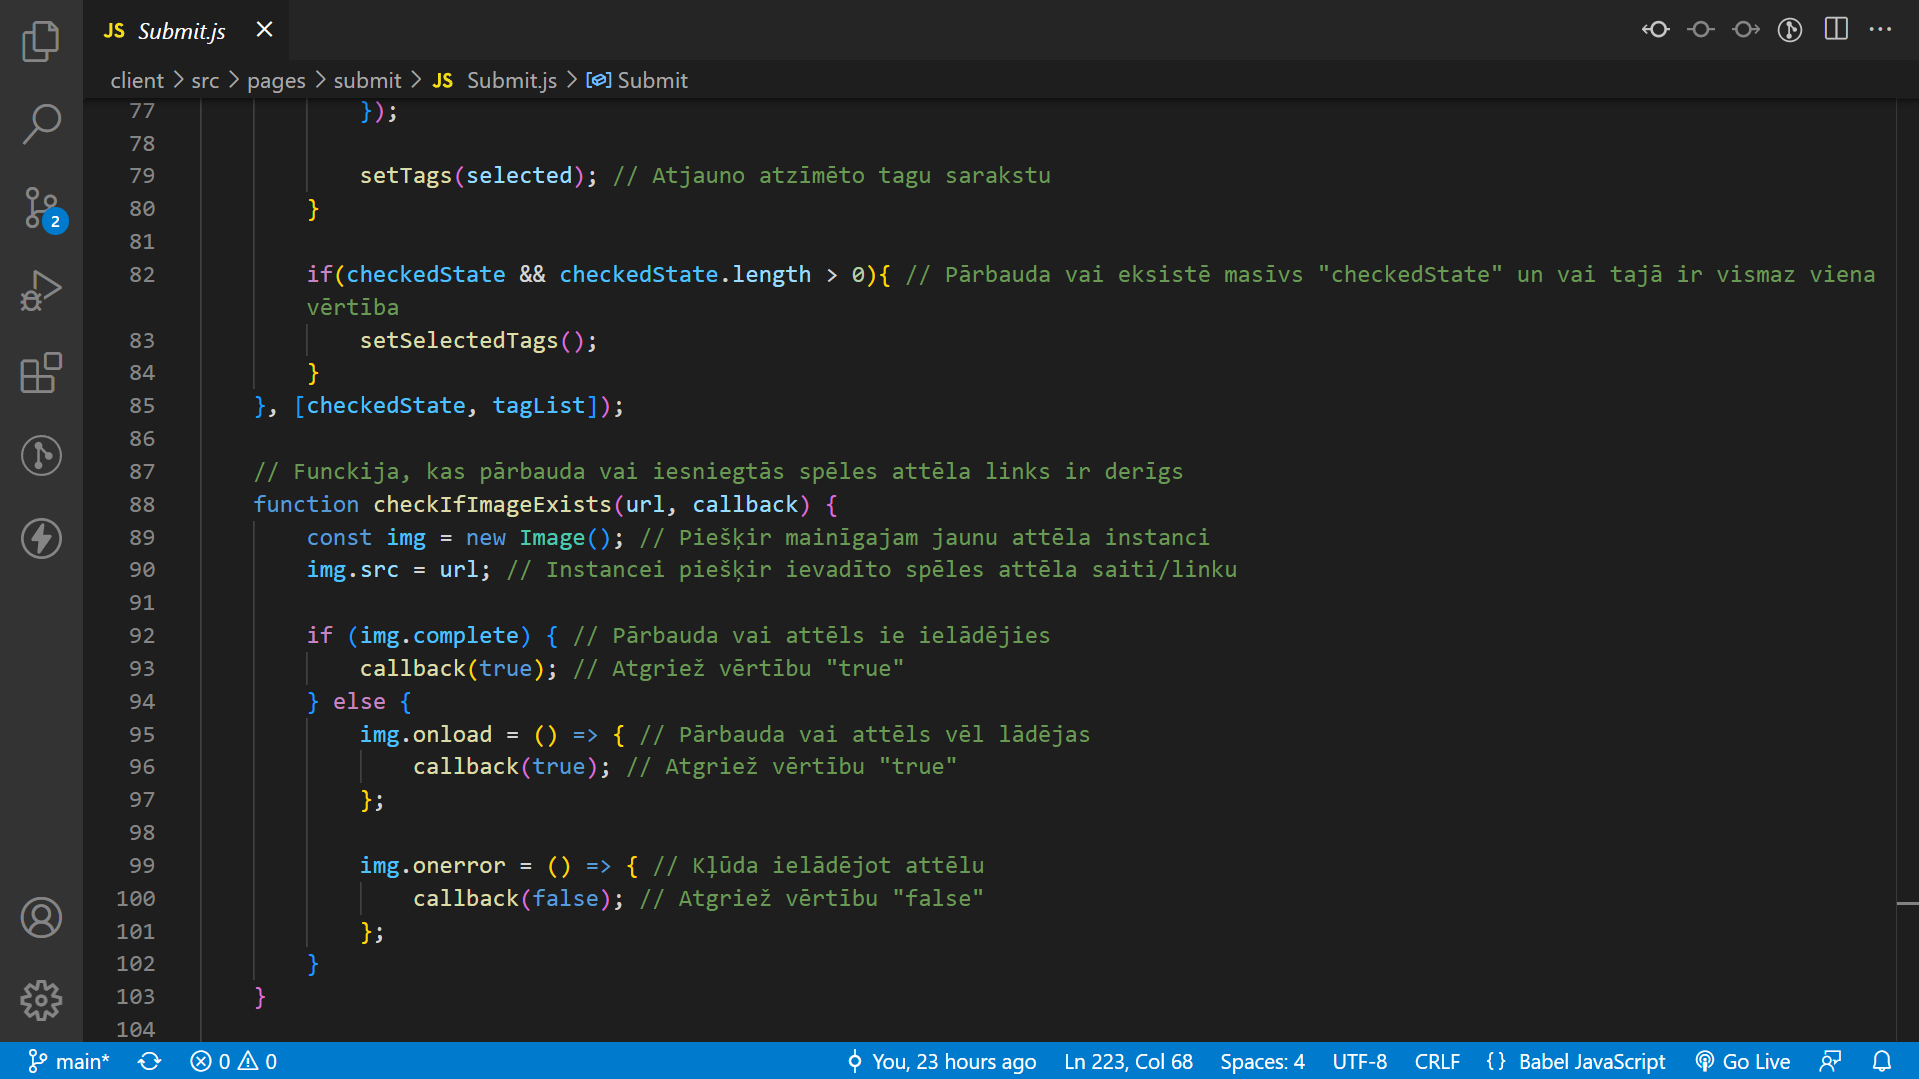 JS Submit.js
client > src > pages > submit > JS Submit.js > Submit
77 });
78
79 setTags(selected); // Atjauno atzīmēto tagu sarakstu
80 }
81
82 if(checkedState && checkedState.length > 0){ // Pārbauda vai eksistē masīvs "checkedState" un vai tajā ir vismaz viena
vērtība
83 setSelectedTags();
84 }
85 }, [checkedState, tagList]);
86
87 // Funckija, kas pārbauda vai iesniegtās spēles attēla links ir derīgs
88 function checkIfImageExists(url, callback) {
89 const img = new Image(); // Piešķir mainīgajam jaunu attēla instanci
90 img.src = url; // Instancei piešķir ievadīto spēles attēla saiti/linku
91
92 if (img.complete) { // Pārbauda vai attēls ie ielādējies
93 callback(true); // Atgriež vērtību "true"
94 } else {
95 img.onload = () => { // Pārbauda vai attēls vēl lādējas
96 callback(true); // Atgriež vērtību "true"
97 };
98
99 img.onerror = () => { // Kļūda ielādējot attēlu
100 callback(false); // Atgriež vērtību "false"
101 };
102 }
103 }
104
2
main* 0 0 You, 23 hours ago Ln 223, Col 68 Spaces: 4 UTF-8 CRLF {} Babel JavaScript Go Live